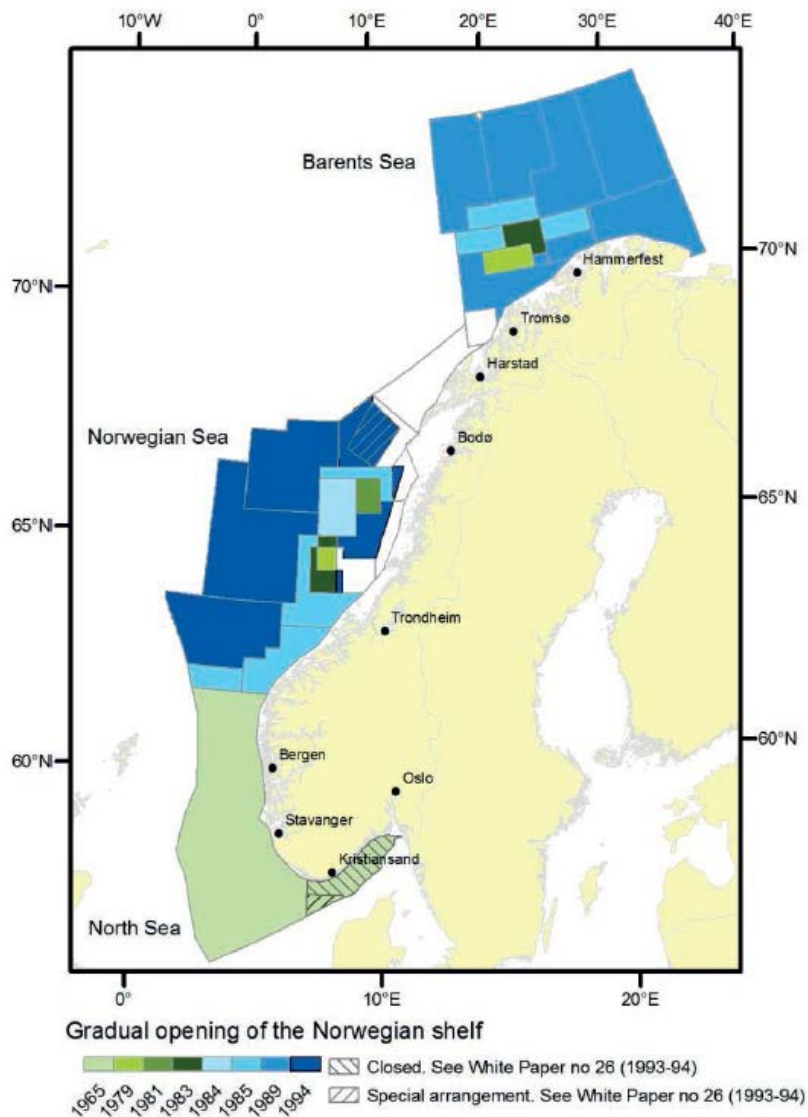 10°W 0° 10°E 20°E 30°E 40°E
Barents Sea
70°N
Hammerfest
70°N
Tromsø
Harstad
Norwegian Sea
Bodø
65°N
65°N
Trondheim
60°N
60°N
Bergen
Oslo
Stavanger
Kristiansand
North Sea
0° 10°E 20°E
Gradual opening of the Norwegian shelf
Closed. See White Paper no 26 (1993-94)
Special arrangement. See White Paper no 26 (1993-94)
1965 1979 1981 1983 1984 1985 1989 1994